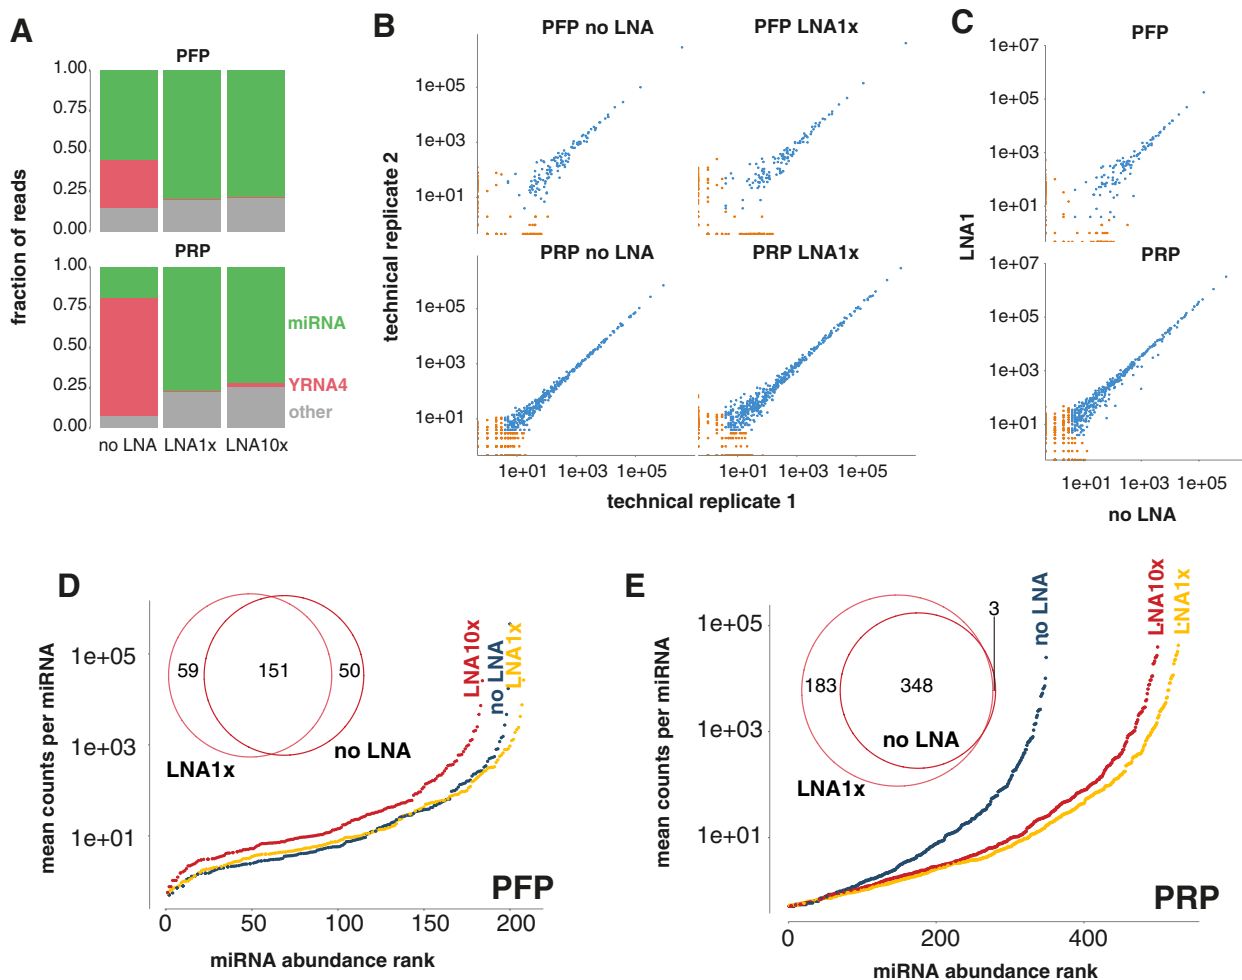 A
PFP
1.00
0.75
0.50
0.25
0.00
PRP
1.00
0.75
0.50
0.25
0.00
fraction of reads
miRNA
YRNA4
other
no LNA LNA1x LNA10x
B
PFP no LNA
PFP LNA1x
1e+05
1e+03
1e+01
PRP no LNA
PRP LNA1x
1e+05
1e+03
1e+01
technical replicate 2
1e+01 1e+03 1e+05
1e+01 1e+03 1e+05
technical replicate 1
C
PFP
1e+07
1e+05
1e+03
1e+01
LNA1
PRP
1e+07
1e+05
1e+03
1e+01
1e+01 1e+03 1e+05
no LNA
D
mean counts per miRNA
1e+05
1e+03
1e+01
59
151
50
LNA1x
no LNA
LNA10x
no LNA
LNA1x
PFP
0 50 100 150 200
miRNA abundance rank
E
mean counts per miRNA
1e+05
1e+03
1e+01
183
348
3
no LNA
LNA1x
no LNA
LNA10x
LNA1x
PRP
0 200 400
miRNA abundance rank